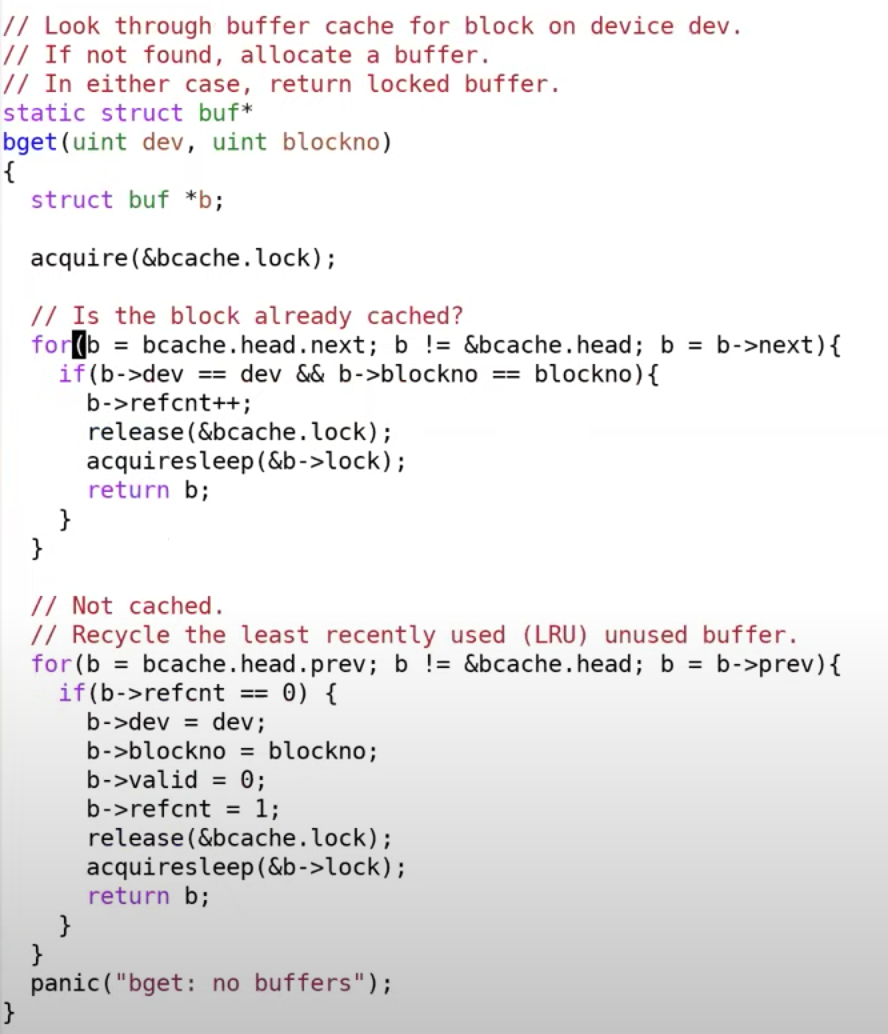 // Look through buffer cache for block on device dev.
// If not found, allocate a buffer.
// In either case, return locked buffer.
static struct buf*
bget(uint dev, uint blockno)
{
  struct buf *b;

  acquire(&bcache.lock);

  // Is the block already cached?
  for(b = bcache.head.next; b != &bcache.head; b = b->next){
    if(b->dev == dev && b->blockno == blockno){
      b->refcnt++;
      release(&bcache.lock);
      acquiresleep(&b->lock);
      return b;
    }
  }

  // Not cached.
  // Recycle the least recently used (LRU) unused buffer.
  for(b = bcache.head.prev; b != &bcache.head; b = b->prev){
    if(b->refcnt == 0) {
      b->dev = dev;
      b->blockno = blockno;
      b->valid = 0;
      b->refcnt = 1;
      release(&bcache.lock);
      acquiresleep(&b->lock);
      return b;
    }
  }
  panic("bget: no buffers");
}